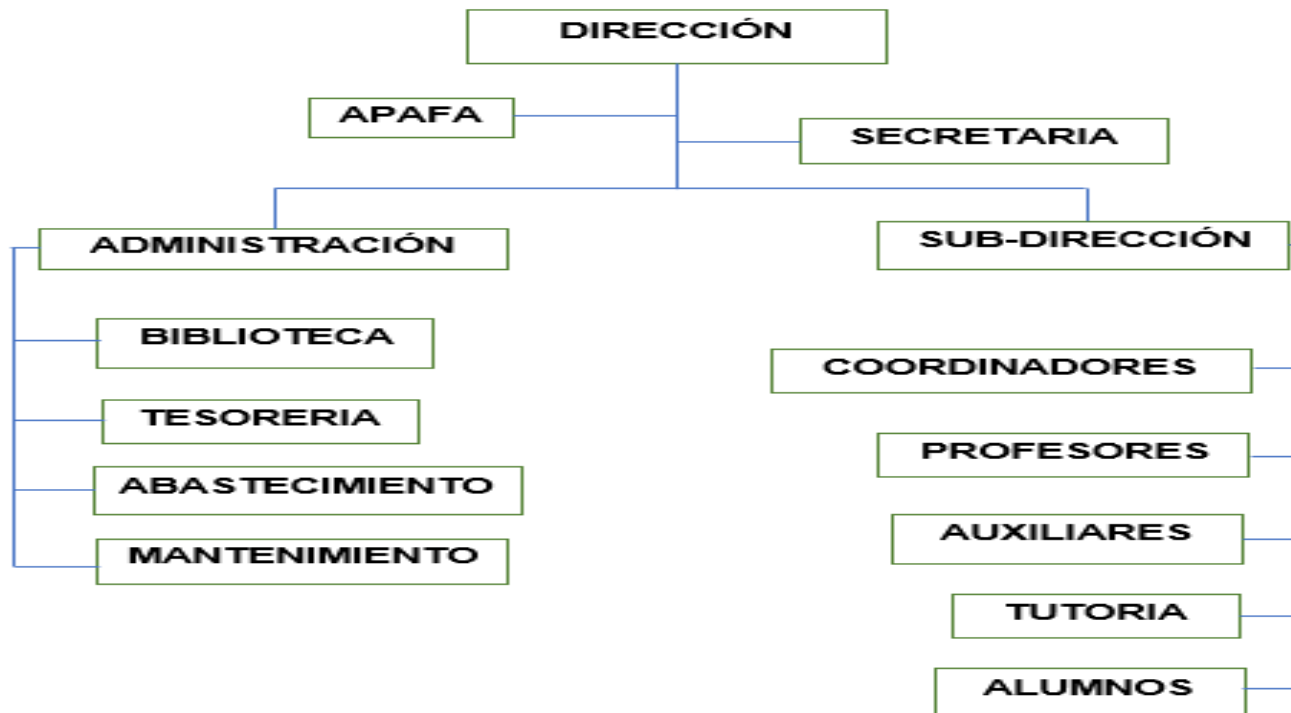 DIRECCIÓN
APAFA
SECRETARIA
ADMINISTRACIÓN
SUB-DIRECCIÓN
BIBLIOTECA
TESORERIA
ABASTECIMIENTO
MANTENIMIENTO
COORDINADORES
PROFESORES
AUXILIARES
TUTORIA
ALUMNOS